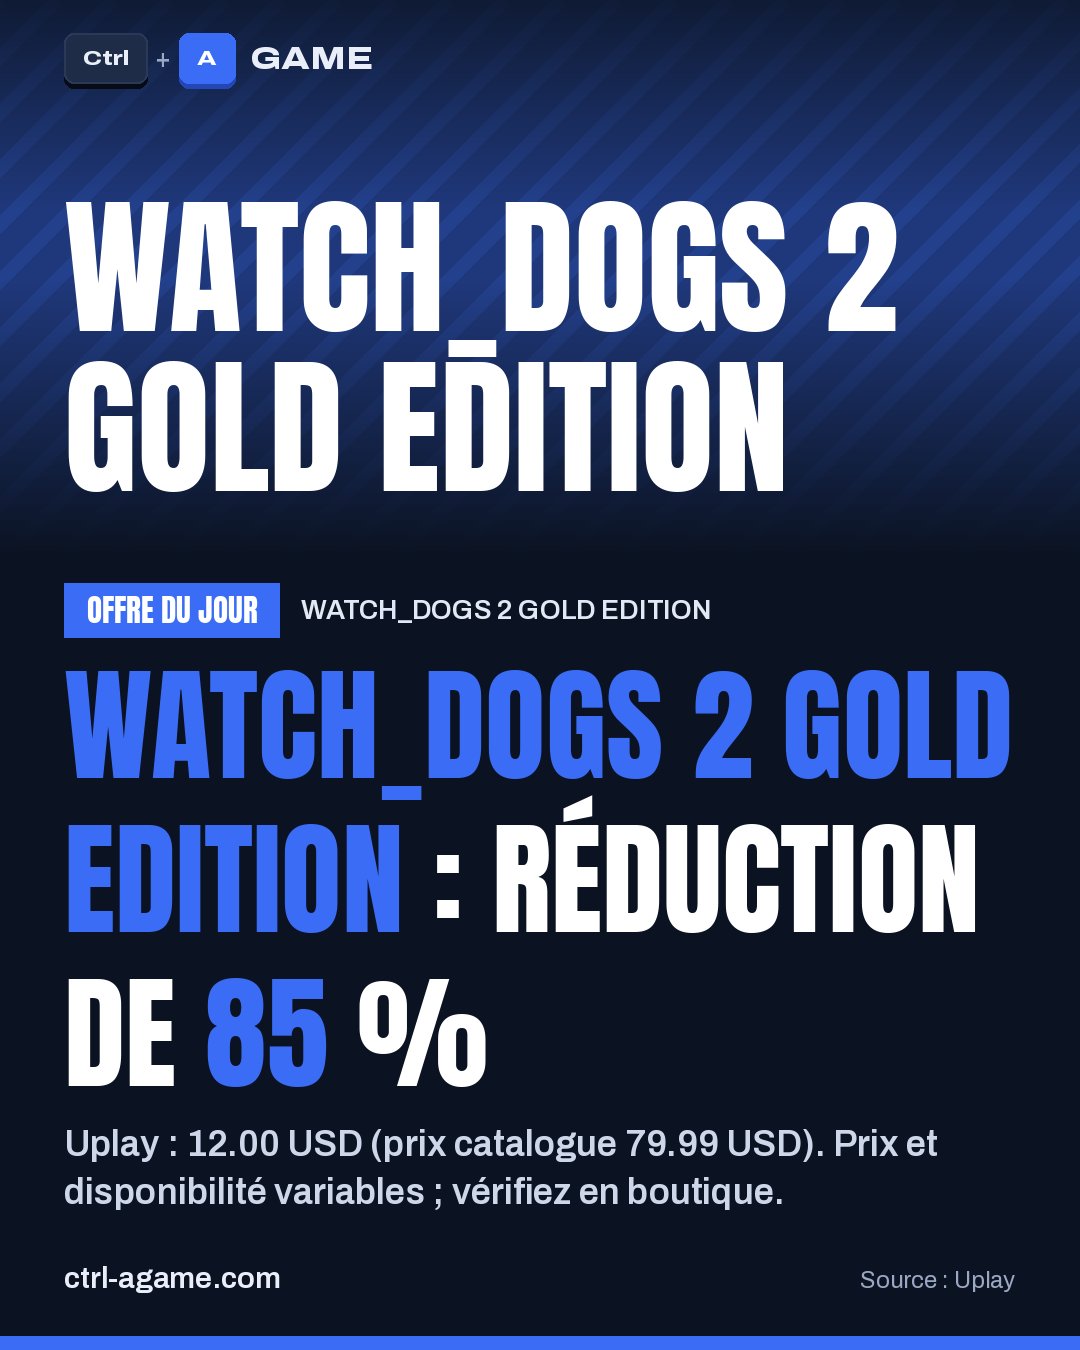 Ctrl + A GAME
WATCH_DOGS 2
GOLD EDITION
OFFRE DU JOUR WATCH_DOGS 2 GOLD EDITION
WATCH_DOGS 2 GOLD
EDITION : RÉDUCTION
DE 85 %
Uplay : 12.00 USD (prix catalogue 79.99 USD). Prix et
disponibilité variables ; vérifiez en boutique.
ctrl-agame.com Source : Uplay